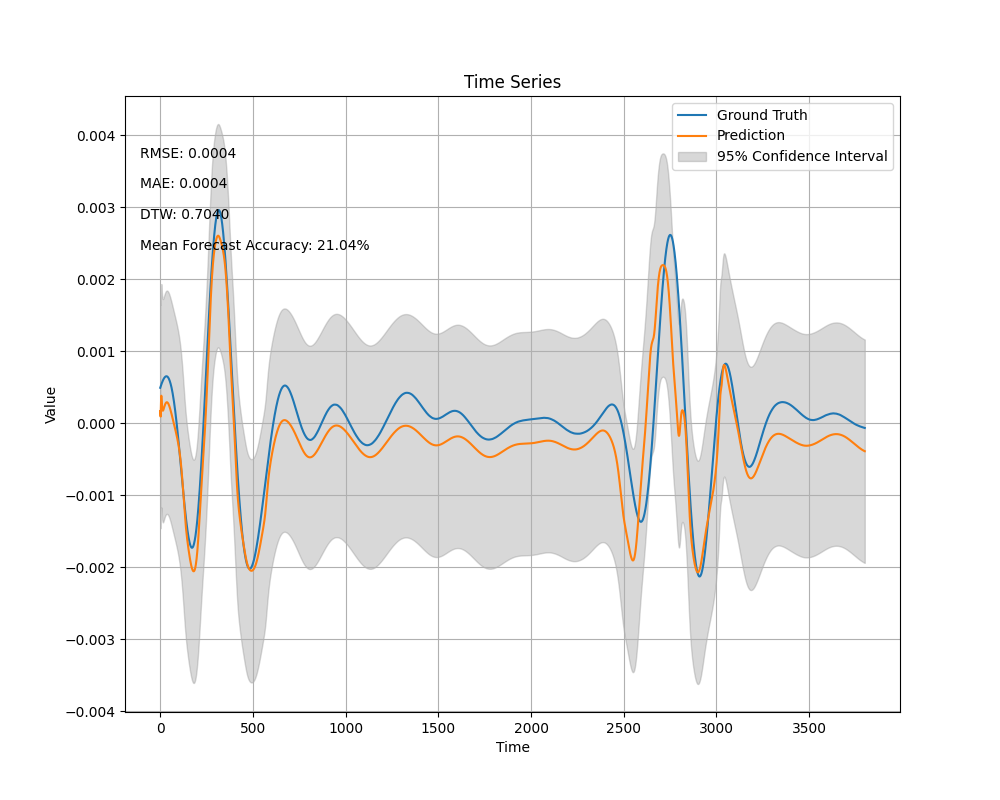 Time Series
Ground Truth
Prediction
95% Confidence Interval
RMSE: 0.0004
MAE: 0.0004
DTW: 0.7040
Mean Forecast Accuracy: 21.04%
Value
0.004
0.003
0.002
0.001
0.000
−0.001
−0.002
−0.003
−0.004
0 500 1000 1500 2000 2500 3000 3500
Time